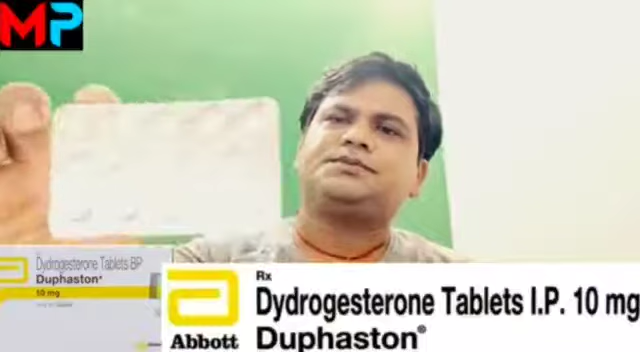 MP
Dydrogesterone Tablets BP
Duphaston®
10 mg
Rx
Dydrogesterone Tablets I.P. 10 mg
Abbott
Duphaston®